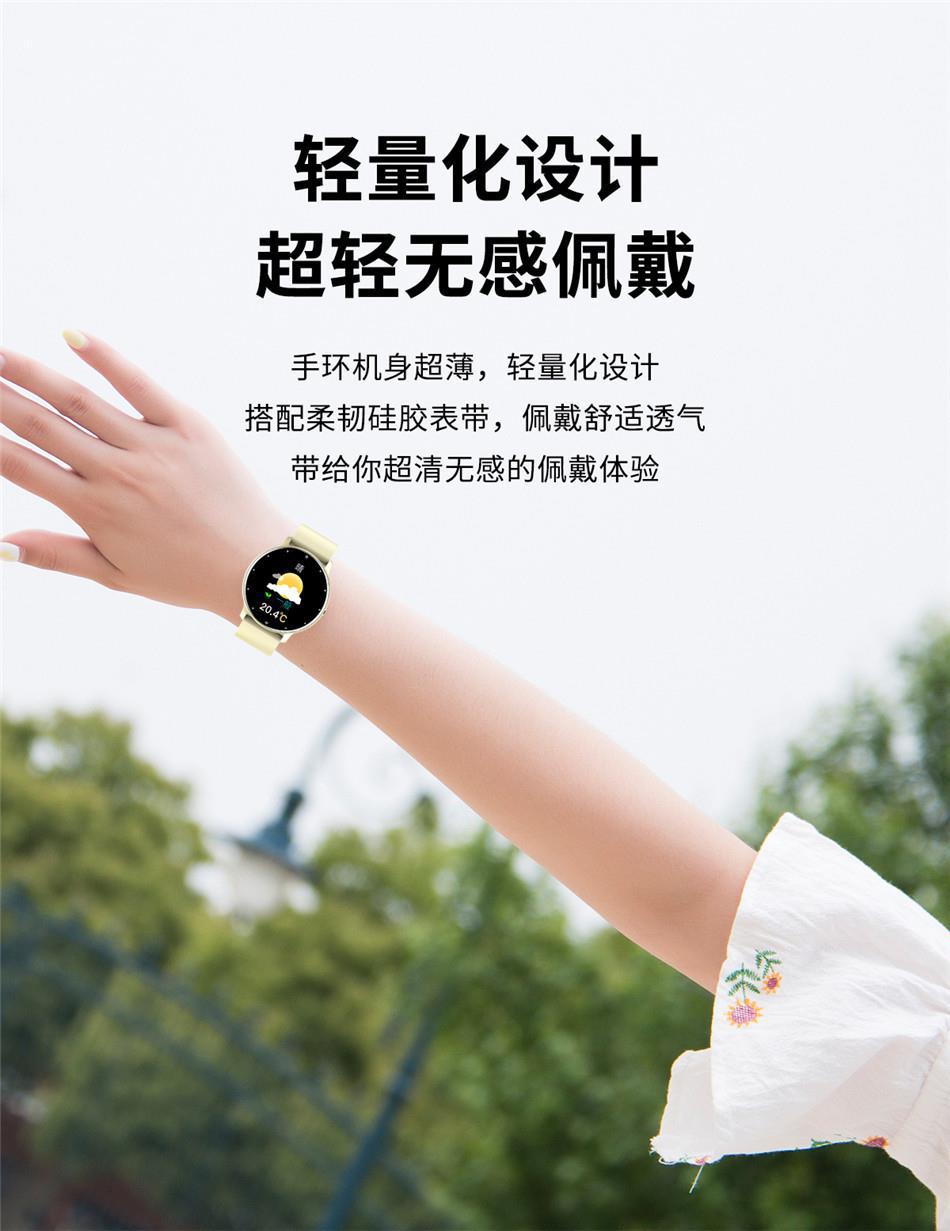 轻量化设计
超轻无感佩戴
手环机身超薄，轻量化设计
搭配柔韧硅胶表带，佩戴舒适透气
带给你超清无感的佩戴体验
晴
20.4℃